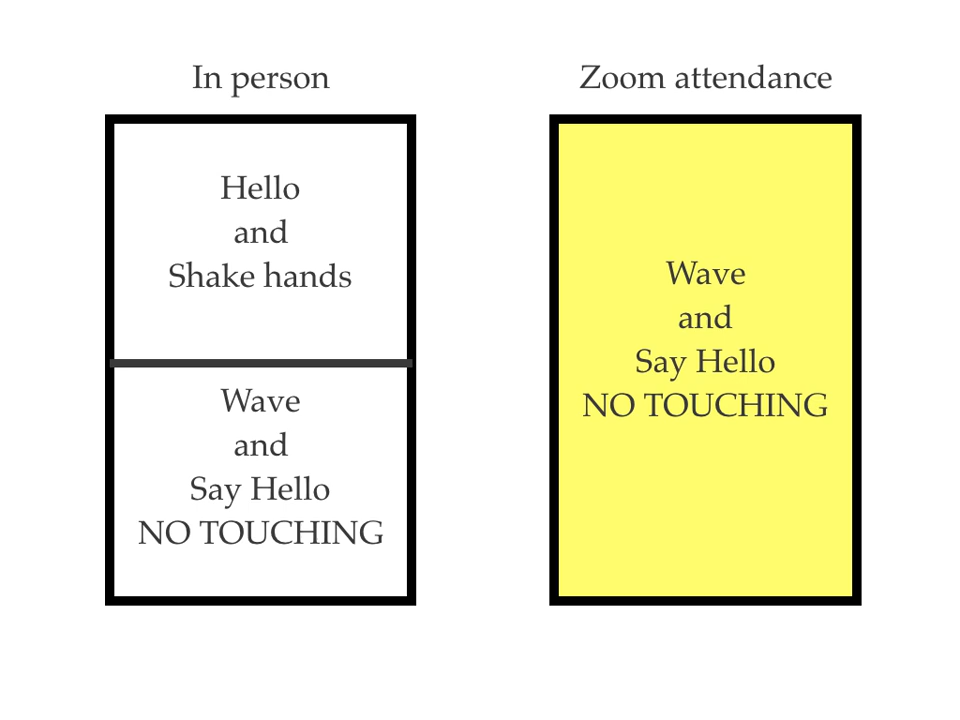 In person
Hello
and
Shake hands
Wave
and
Say Hello
NO TOUCHING
Zoom attendance
Wave
and
Say Hello
NO TOUCHING